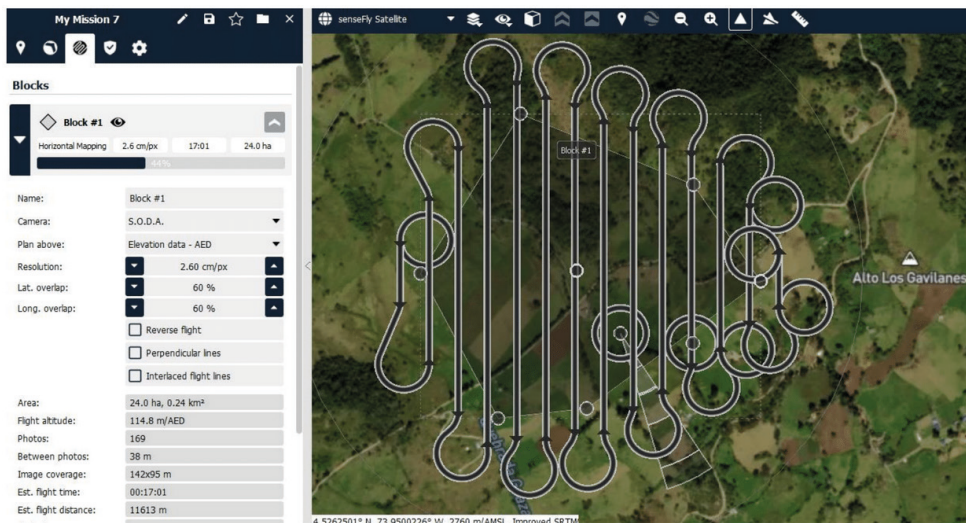 My Mission 7
senseFly Satellite
Blocks
Block #1
Horizontal Mapping 2.6 cm/px 17:01 24.0 ha
44%
Name: Block #1
Camera: S.O.D.A.
Plan above: Elevation data - AED
Resolution: 2.60 cm/px
Lat. overlap: 60 %
Long. overlap: 60 %
Reverse flight
Perpendicular lines
Interlaced flight lines
Area: 24.0 ha, 0.24 km²
Flight altitude: 114.8 m/AED
Photos: 169
Between photos: 38 m
Image coverage: 142x95 m
Est. flight time: 00:17:01
Est. flight distance: 11613 m
Block #1
Alto Los Gavilanes
4.5262501° N, 73.9500226° W, 2760 m/AMSL, Improved SRTM